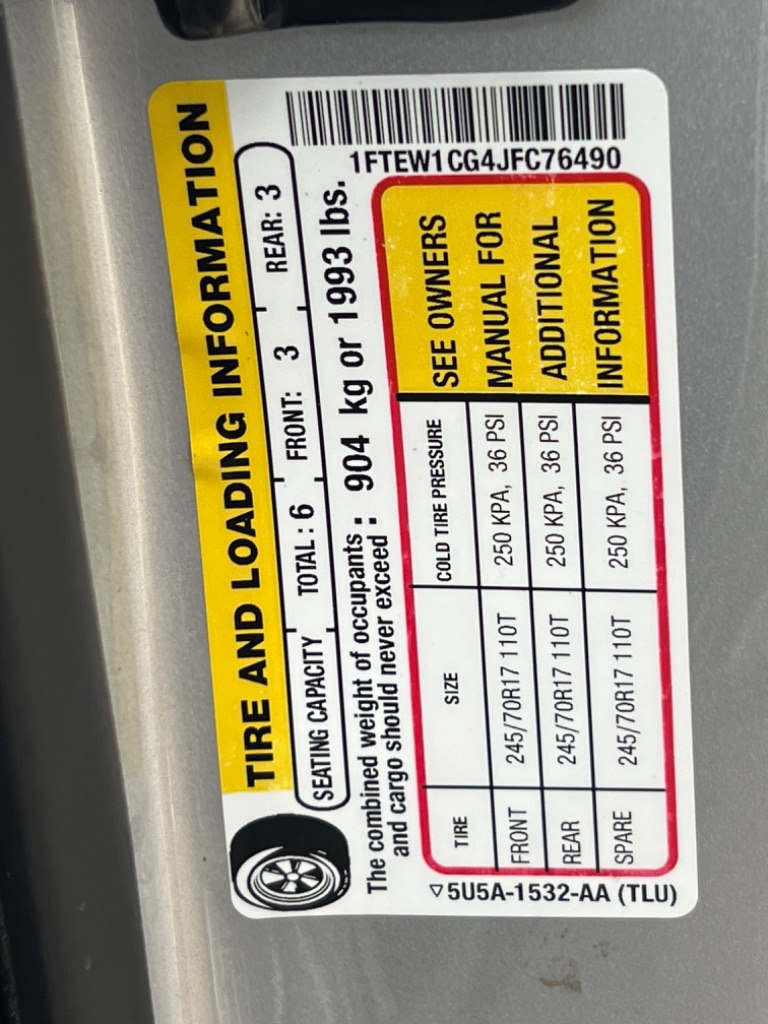 TIRE AND LOADING INFORMATION
SEATING CAPACITY TOTAL : 6 FRONT: 3 REAR: 3
The combined weight of occupants : 904 kg or 1993 lbs.
and cargo should never exceed :
TIRE SIZE COLD TIRE PRESSURE
FRONT 245/70R17 110T 250 KPA, 36 PSI
REAR 245/70R17 110T 250 KPA, 36 PSI
SPARE 245/70R17 110T 250 KPA, 36 PSI
SEE OWNERS
MANUAL FOR
ADDITIONAL
INFORMATION
5U5A-1532-AA (TLU)
1FTEW1CG4JFC76490